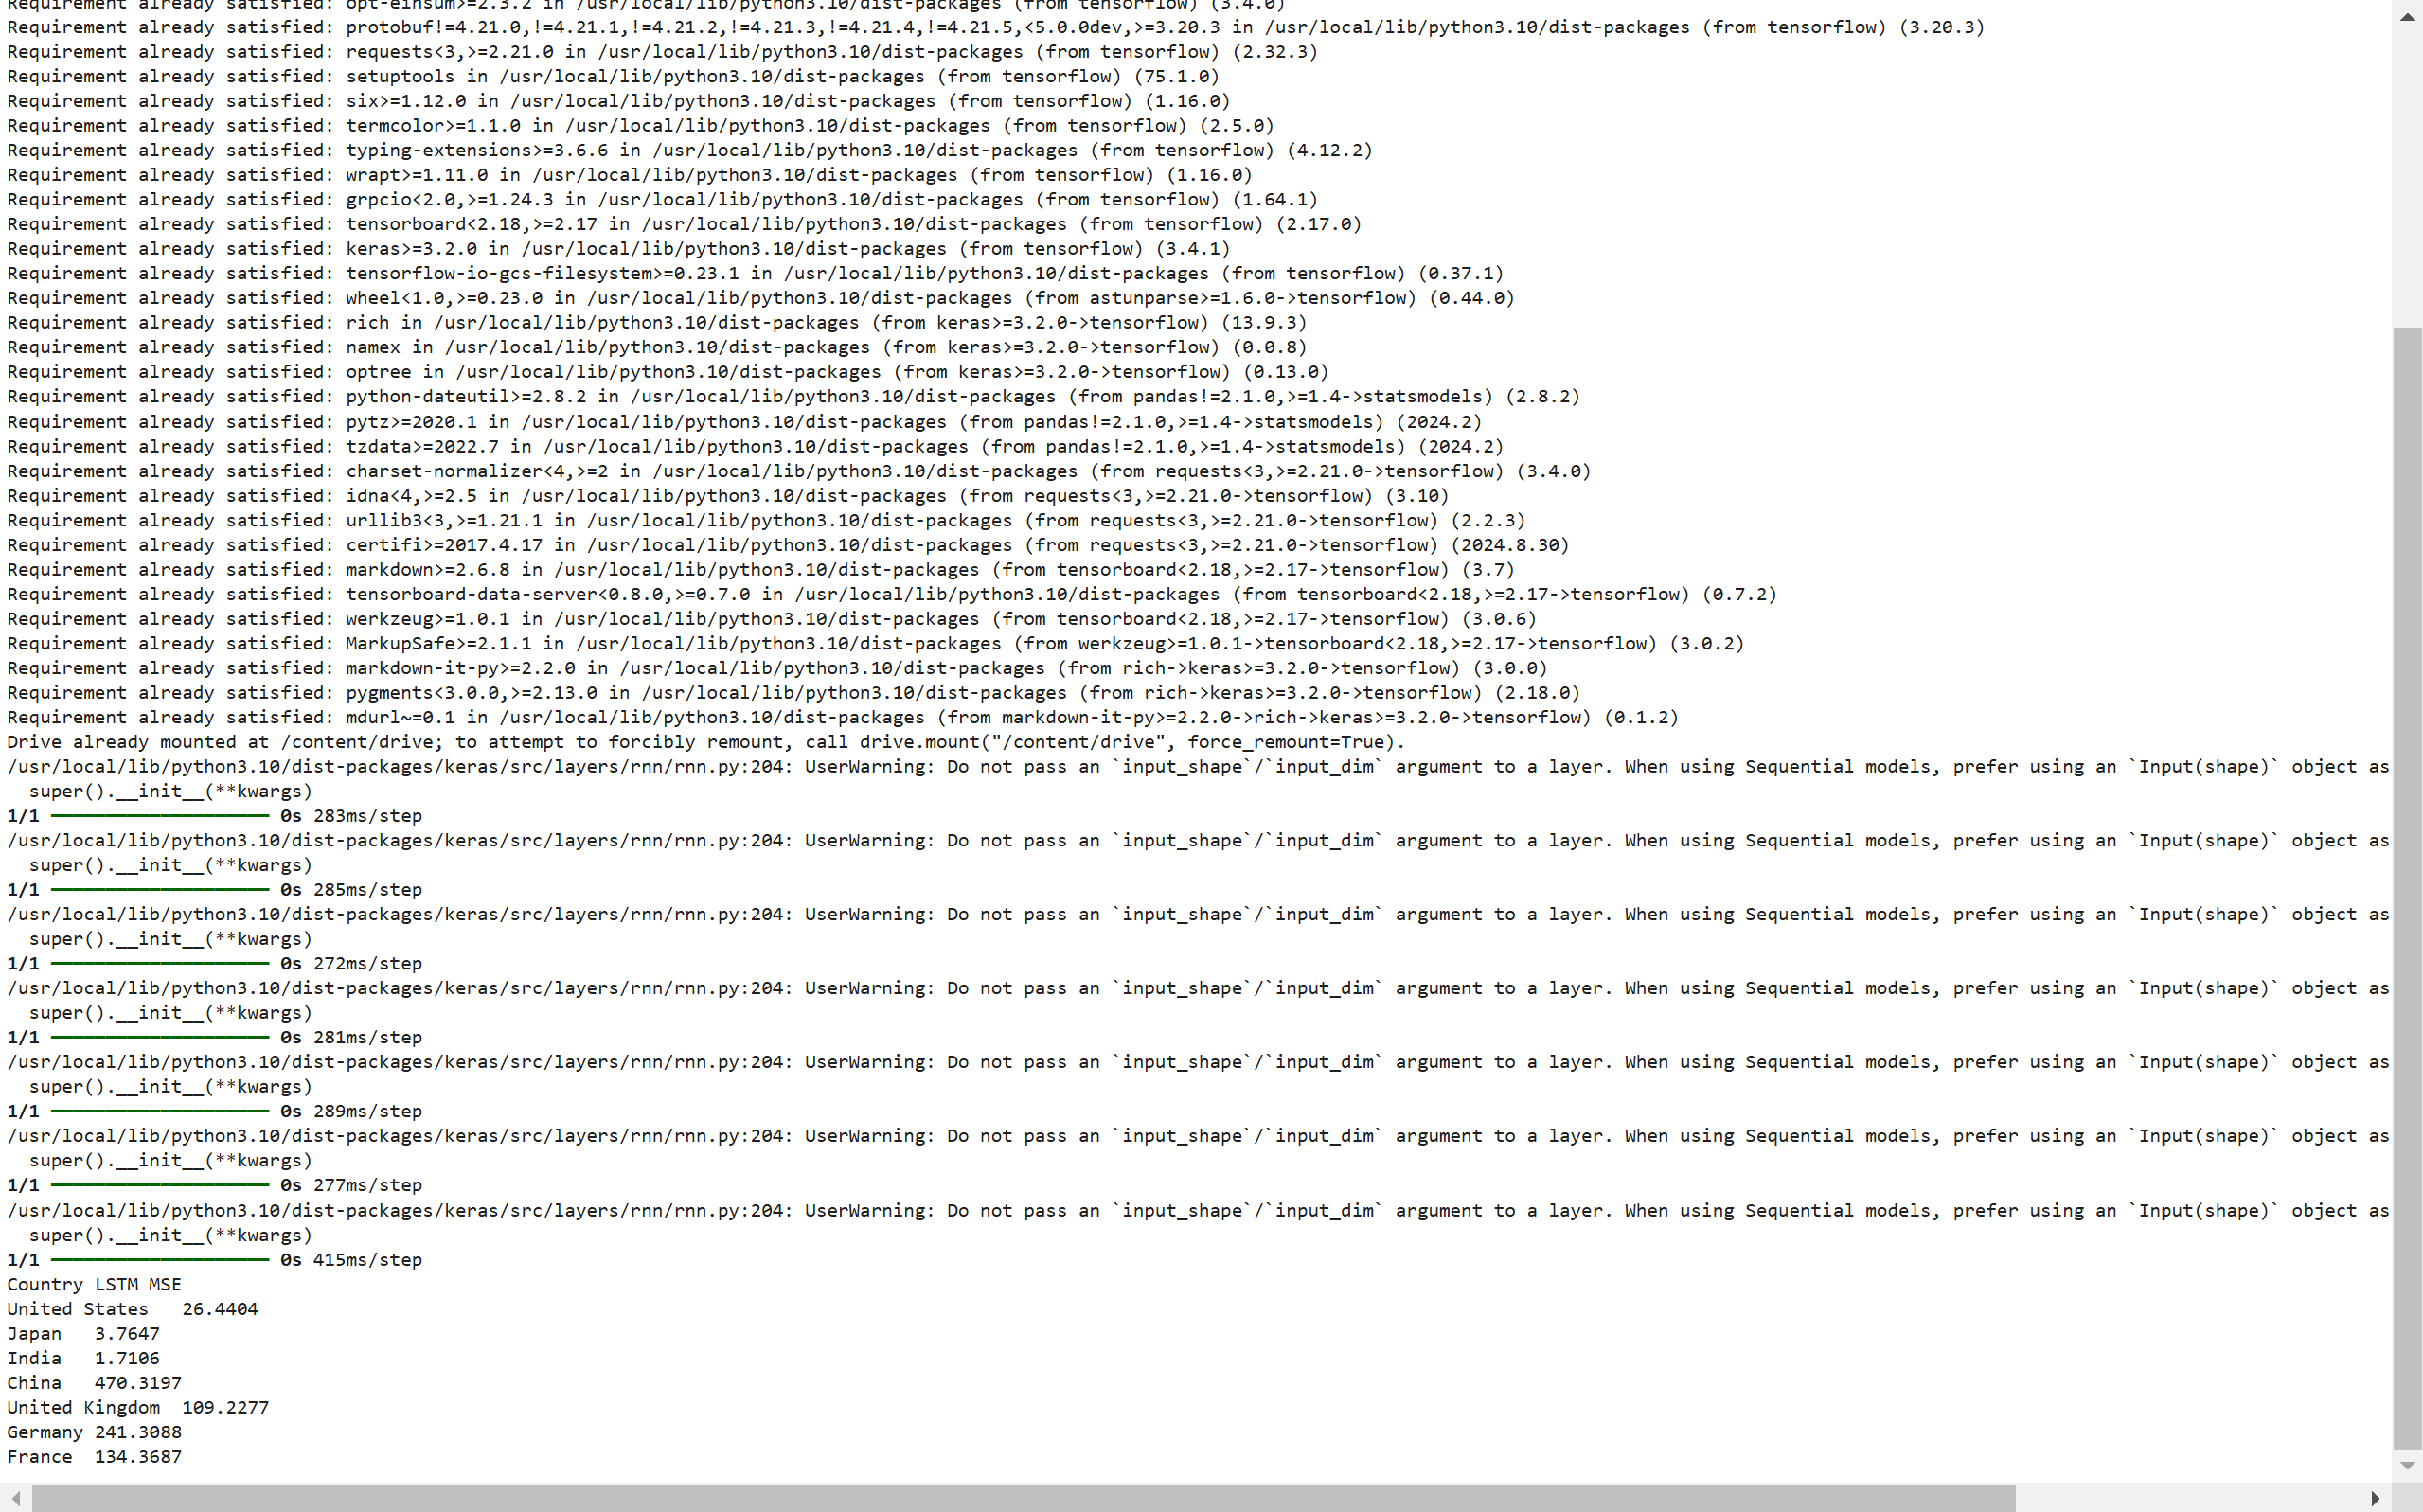 Requirement already satisfied: opt-einsum>=2.3.2 in /usr/local/lib/python3.10/dist-packages (from tensorflow) (3.4.0)
Requirement already satisfied: protobuf!=4.21.0,!=4.21.1,!=4.21.2,!=4.21.3,!=4.21.4,!=4.21.5,<5.0.0dev,>=3.20.3 in /usr/local/lib/python3.10/dist-packages (from tensorflow) (3.20.3)
Requirement already satisfied: requests<3,>=2.21.0 in /usr/local/lib/python3.10/dist-packages (from tensorflow) (2.32.3)
Requirement already satisfied: setuptools in /usr/local/lib/python3.10/dist-packages (from tensorflow) (75.1.0)
Requirement already satisfied: six>=1.12.0 in /usr/local/lib/python3.10/dist-packages (from tensorflow) (1.16.0)
Requirement already satisfied: termcolor>=1.1.0 in /usr/local/lib/python3.10/dist-packages (from tensorflow) (2.5.0)
Requirement already satisfied: typing-extensions>=3.6.6 in /usr/local/lib/python3.10/dist-packages (from tensorflow) (4.12.2)
Requirement already satisfied: wrapt>=1.11.0 in /usr/local/lib/python3.10/dist-packages (from tensorflow) (1.16.0)
Requirement already satisfied: grpcio<2.0,>=1.24.3 in /usr/local/lib/python3.10/dist-packages (from tensorflow) (1.64.1)
Requirement already satisfied: tensorboard<2.18,>=2.17 in /usr/local/lib/python3.10/dist-packages (from tensorflow) (2.17.0)
Requirement already satisfied: keras>=3.2.0 in /usr/local/lib/python3.10/dist-packages (from tensorflow) (3.4.1)
Requirement already satisfied: tensorflow-io-gcs-filesystem>=0.23.1 in /usr/local/lib/python3.10/dist-packages (from tensorflow) (0.37.1)
Requirement already satisfied: wheel<1.0,>=0.23.0 in /usr/local/lib/python3.10/dist-packages (from astunparse>=1.6.0->tensorflow) (0.44.0)
Requirement already satisfied: rich in /usr/local/lib/python3.10/dist-packages (from keras>=3.2.0->tensorflow) (13.9.3)
Requirement already satisfied: namex in /usr/local/lib/python3.10/dist-packages (from keras>=3.2.0->tensorflow) (0.0.8)
Requirement already satisfied: optree in /usr/local/lib/python3.10/dist-packages (from keras>=3.2.0->tensorflow) (0.13.0)
Requirement already satisfied: python-dateutil>=2.8.2 in /usr/local/lib/python3.10/dist-packages (from pandas!=2.1.0,>=1.4->statsmodels) (2.8.2)
Requirement already satisfied: pytz>=2020.1 in /usr/local/lib/python3.10/dist-packages (from pandas!=2.1.0,>=1.4->statsmodels) (2024.2)
Requirement already satisfied: tzdata>=2022.7 in /usr/local/lib/python3.10/dist-packages (from pandas!=2.1.0,>=1.4->statsmodels) (2024.2)
Requirement already satisfied: charset-normalizer<4,>=2 in /usr/local/lib/python3.10/dist-packages (from requests<3,>=2.21.0->tensorflow) (3.4.0)
Requirement already satisfied: idna<4,>=2.5 in /usr/local/lib/python3.10/dist-packages (from requests<3,>=2.21.0->tensorflow) (3.10)
Requirement already satisfied: urllib3<3,>=1.21.1 in /usr/local/lib/python3.10/dist-packages (from requests<3,>=2.21.0->tensorflow) (2.2.3)
Requirement already satisfied: certifi>=2017.4.17 in /usr/local/lib/python3.10/dist-packages (from requests<3,>=2.21.0->tensorflow) (2024.8.30)
Requirement already satisfied: markdown>=2.6.8 in /usr/local/lib/python3.10/dist-packages (from tensorboard<2.18,>=2.17->tensorflow) (3.7)
Requirement already satisfied: tensorboard-data-server<0.8.0,>=0.7.0 in /usr/local/lib/python3.10/dist-packages (from tensorboard<2.18,>=2.17->tensorflow) (0.7.2)
Requirement already satisfied: werkzeug>=1.0.1 in /usr/local/lib/python3.10/dist-packages (from tensorboard<2.18,>=2.17->tensorflow) (3.0.6)
Requirement already satisfied: MarkupSafe>=2.1.1 in /usr/local/lib/python3.10/dist-packages (from werkzeug>=1.0.1->tensorboard<2.18,>=2.17->tensorflow) (3.0.2)
Requirement already satisfied: markdown-it-py>=2.2.0 in /usr/local/lib/python3.10/dist-packages (from rich->keras>=3.2.0->tensorflow) (3.0.0)
Requirement already satisfied: pygments<3.0.0,>=2.13.0 in /usr/local/lib/python3.10/dist-packages (from rich->keras>=3.2.0->tensorflow) (2.18.0)
Requirement already satisfied: mdurl~=0.1 in /usr/local/lib/python3.10/dist-packages (from markdown-it-py>=2.2.0->rich->keras>=3.2.0->tensorflow) (0.1.2)
Drive already mounted at /content/drive; to attempt to forcibly remount, call drive.mount("/content/drive", force_remount=True).
/usr/local/lib/python3.10/dist-packages/keras/src/layers/rnn/rnn.py:204: UserWarning: Do not pass an `input_shape`/`input_dim` argument to a layer. When using Sequential models, prefer using an `Input(shape)` object as
super().__init__(**kwargs)
1/1 ━━━━━━━━━━━━━━━━━━━━ 0s 283ms/step
/usr/local/lib/python3.10/dist-packages/keras/src/layers/rnn/rnn.py:204: UserWarning: Do not pass an `input_shape`/`input_dim` argument to a layer. When using Sequential models, prefer using an `Input(shape)` object as
super().__init__(**kwargs)
1/1 ━━━━━━━━━━━━━━━━━━━━ 0s 285ms/step
/usr/local/lib/python3.10/dist-packages/keras/src/layers/rnn/rnn.py:204: UserWarning: Do not pass an `input_shape`/`input_dim` argument to a layer. When using Sequential models, prefer using an `Input(shape)` object as
super().__init__(**kwargs)
1/1 ━━━━━━━━━━━━━━━━━━━━ 0s 272ms/step
/usr/local/lib/python3.10/dist-packages/keras/src/layers/rnn/rnn.py:204: UserWarning: Do not pass an `input_shape`/`input_dim` argument to a layer. When using Sequential models, prefer using an `Input(shape)` object as
super().__init__(**kwargs)
1/1 ━━━━━━━━━━━━━━━━━━━━ 0s 281ms/step
/usr/local/lib/python3.10/dist-packages/keras/src/layers/rnn/rnn.py:204: UserWarning: Do not pass an `input_shape`/`input_dim` argument to a layer. When using Sequential models, prefer using an `Input(shape)` object as
super().__init__(**kwargs)
1/1 ━━━━━━━━━━━━━━━━━━━━ 0s 289ms/step
/usr/local/lib/python3.10/dist-packages/keras/src/layers/rnn/rnn.py:204: UserWarning: Do not pass an `input_shape`/`input_dim` argument to a layer. When using Sequential models, prefer using an `Input(shape)` object as
super().__init__(**kwargs)
1/1 ━━━━━━━━━━━━━━━━━━━━ 0s 277ms/step
/usr/local/lib/python3.10/dist-packages/keras/src/layers/rnn/rnn.py:204: UserWarning: Do not pass an `input_shape`/`input_dim` argument to a layer. When using Sequential models, prefer using an `Input(shape)` object as
super().__init__(**kwargs)
1/1 ━━━━━━━━━━━━━━━━━━━━ 0s 415ms/step
Country LSTM MSE
United States 26.4404
Japan 3.7647
India 1.7106
China 470.3197
United Kingdom 109.2277
Germany 241.3088
France 134.3687